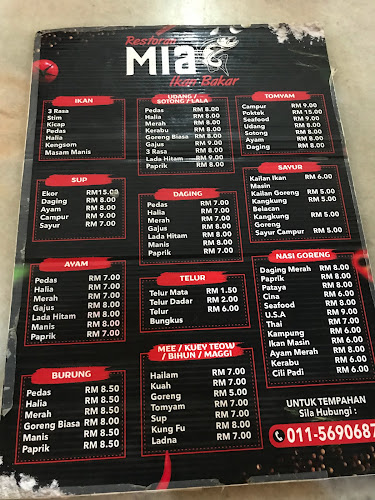 Restoran
Mia
Ikan Bakar
IKAN
3 Rasa
Stim
Kicap
Pedas
Halia
Kengsom
Masam Manis
SUP
Ekor RM15.00
Daging RM 8.00
Ayam RM 8.00
Campur RM 9.00
Sayur RM 7.00
AYAM
Pedas RM 7.00
Halia RM 7.00
Merah RM 7.00
Gajus RM 8.00
Lada Hitam RM 8.00
Manis RM 8.00
Paprik RM 7.00
BURUNG
Pedas RM 8.50
Halia RM 8.50
Merah RM 8.50
Goreng Biasa RM 8.00
Manis RM 8.50
Paprik RM 8.50
UDANG /
SOTONG / LALA
Pedas RM 8.00
Halia RM 8.00
Merah RM 8.00
Kerabu RM 8.00
Goreng Biasa RM 8.00
Gajus RM 9.00
3 Rasa RM 8.00
Lada Hitam RM 9.00
Paprik RM 8.00
DAGING
Pedas RM 7.00
Halia RM 7.00
Merah RM 7.00
Gajus RM 8.00
Lada Hitam RM 8.00
Manis RM 8.00
Paprik RM 7.00
TELUR
Telur Mata RM 1.50
Telur Dadar RM 2.00
Telur RM 6.00
Bungkus
MEE / KUEY TEOW
/ BIHUN / MAGGI
Hailam RM 7.00
Kuah RM 7.00
Goreng RM 5.00
Tomyam RM 7.00
Sup RM 7.00
Kung Fu RM 8.00
Ladna RM 7.00
TOMYAM
Campur RM 9.00
Poktek RM 15.00
Seafood RM 9.00
Udang RM 8.00
Sotong RM 8.00
Ayam RM 8.00
Daging RM 8.00
SAYUR
Kailan Ikan RM 6.00
Masin
Kailan Goreng RM 5.00
Kangkung RM 5.00
Belacan
Kangkung RM 5.00
Goreng
Sayur Campur RM 5.00
NASI GORENG
Daging Merah RM 8.00
Paprik RM 8.00
Pataya RM 8.00
Cina RM 6.00
Seafood RM 8.00
U.S.A RM 9.00
Thai RM 7.00
Kampung RM 6.00
Ikan Masin RM 6.00
Ayam Merah RM 8.00
Kerabu RM 6.00
Cili Padi RM 6.00
UNTUK TEMPAHAN
Sila Hubungi :
011-5690687